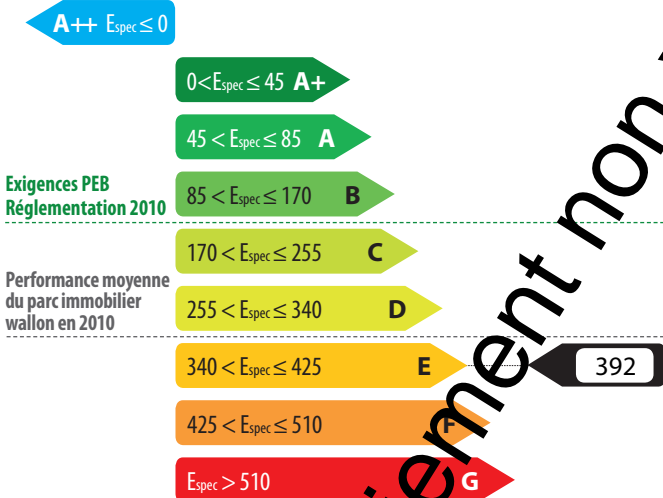 A++ Espec ≤ 0
0<Espec ≤ 45 A+
45 < Espec ≤ 85 A
Exigences PEB
Réglementation 2010
85 < Espec ≤ 170 B
170 < Espec ≤ 255 C
Performance moyenne
du parc immobilier
wallon en 2010
255 < Espec ≤ 340 D
340 < Espec ≤ 425 E
392
425 < Espec ≤ 510 F
Espec > 510 G
ement non